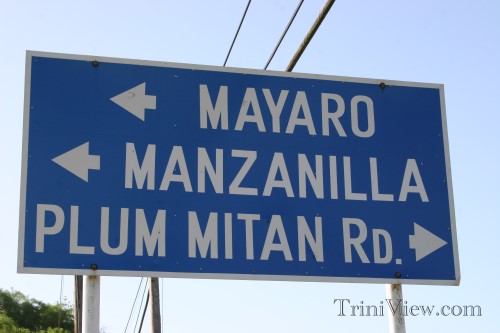 MAYARO
MANZANILLA
PLUM MITAN RD.
TriniView.com